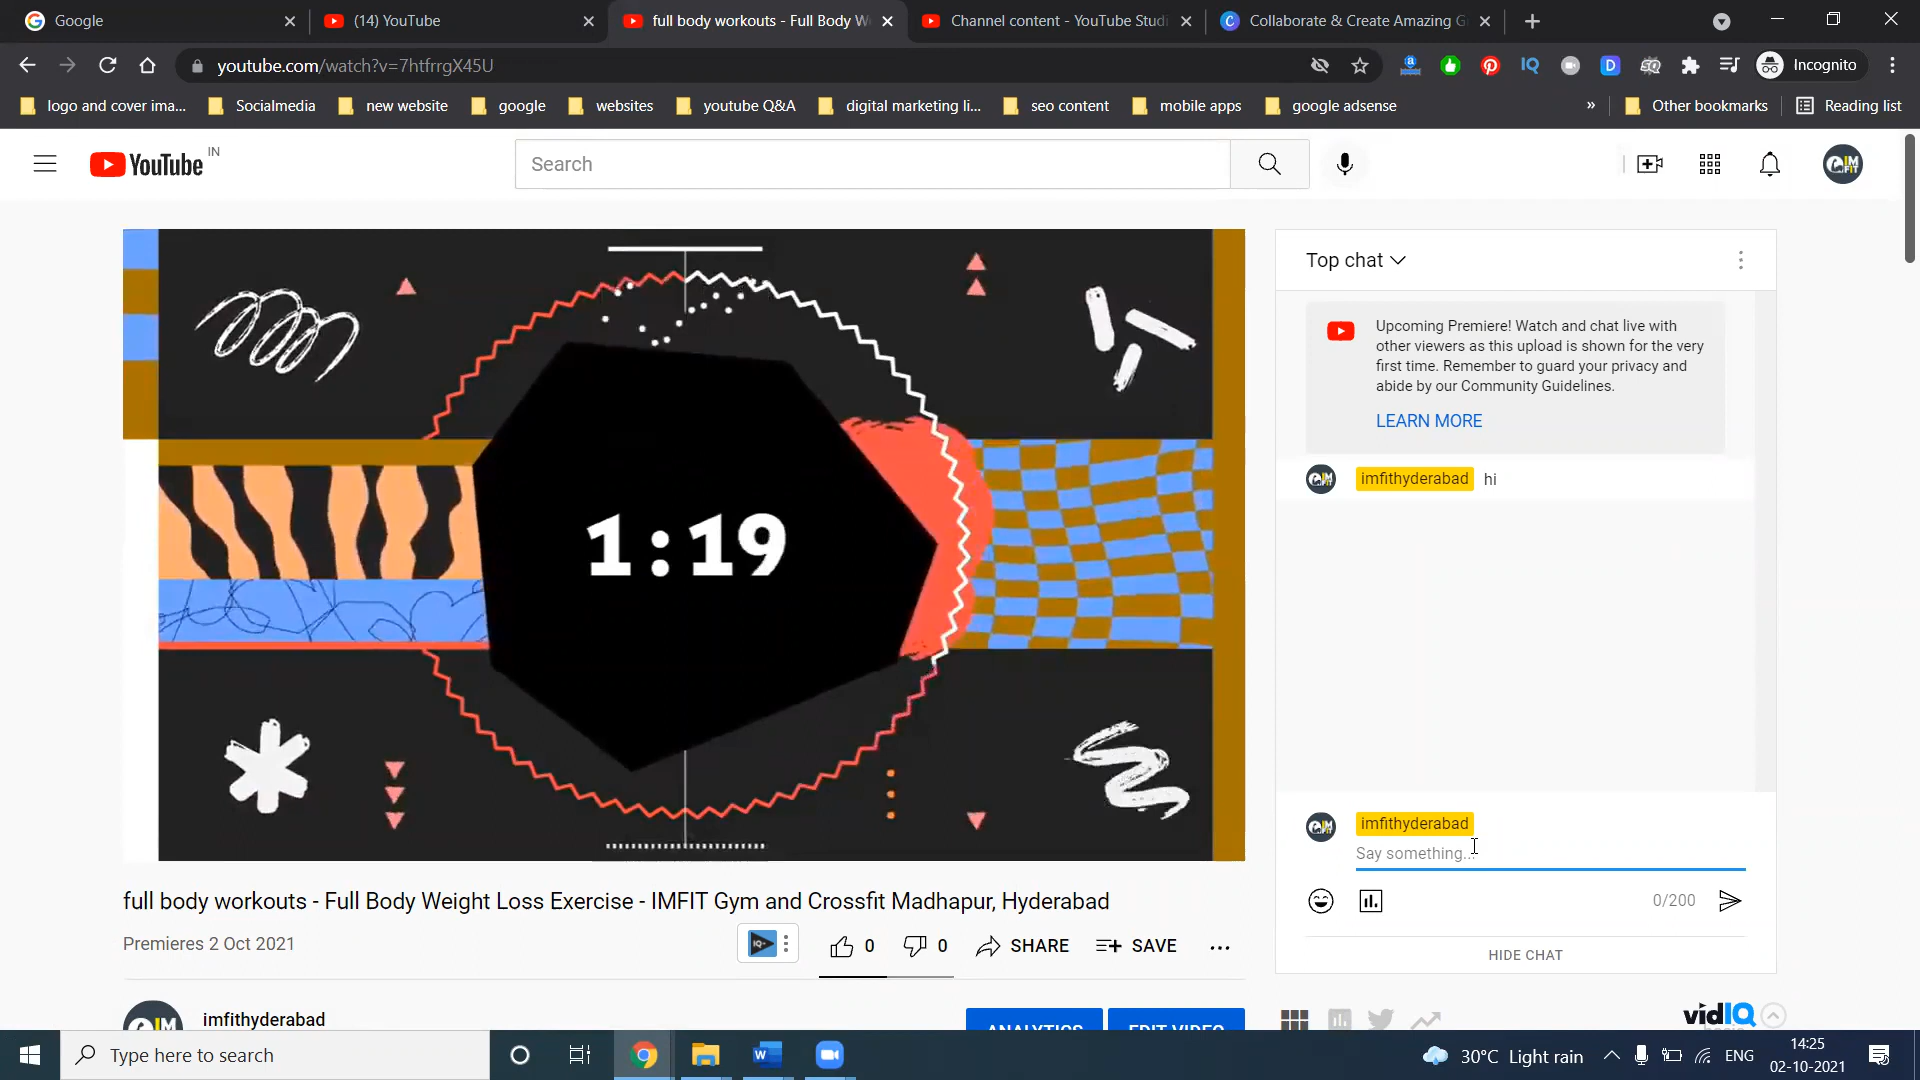 Google
(14) YouTube
full body workouts - Full Body W
Channel content - YouTube Studi
Collaborate & Create Amazing G
youtube.com/watch?v=7htfrrgX45U
Incognito
logo and cover ima...
Socialmedia
new website
google
websites
youtube Q&A
digital marketing li...
seo content
mobile apps
google adsense
»
Other bookmarks
Reading list
YouTube IN
Search
IM FIT
1:19
Top chat
Upcoming Premiere! Watch and chat live with
other viewers as this upload is shown for the very
first time. Remember to guard your privacy and
abide by our Community Guidelines.
LEARN MORE
imfithyderabad hi
imfithyderabad
Say something...
0/200
HIDE CHAT
full body workouts - Full Body Weight Loss Exercise - IMFIT Gym and Crossfit Madhapur, Hyderabad
Premieres 2 Oct 2021
0
0
SHARE
SAVE
imfithyderabad
ANALYTICS
EDIT VIDEO
vidIQ
Type here to search
30°C Light rain
ENG
14:25
02-10-2021